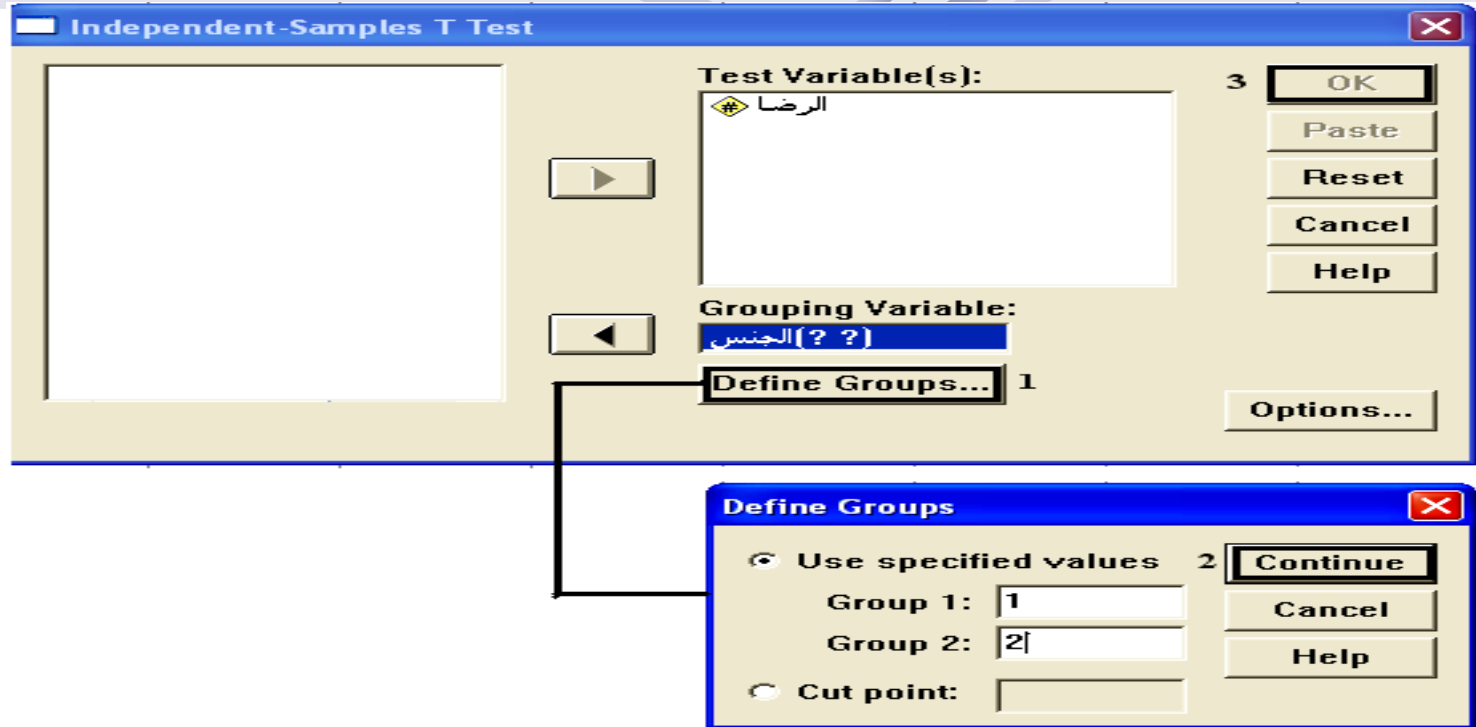 Independent-Samples T Test
Test Variable(s):
الرضا
3 OK
Paste
Reset
Cancel
Help
Grouping Variable:
الجنس(? ?)
Define Groups... 1
Options...
Define Groups
Use specified values
2 Continue
Group 1: 1
Cancel
Group 2: 2
Help
Cut point: